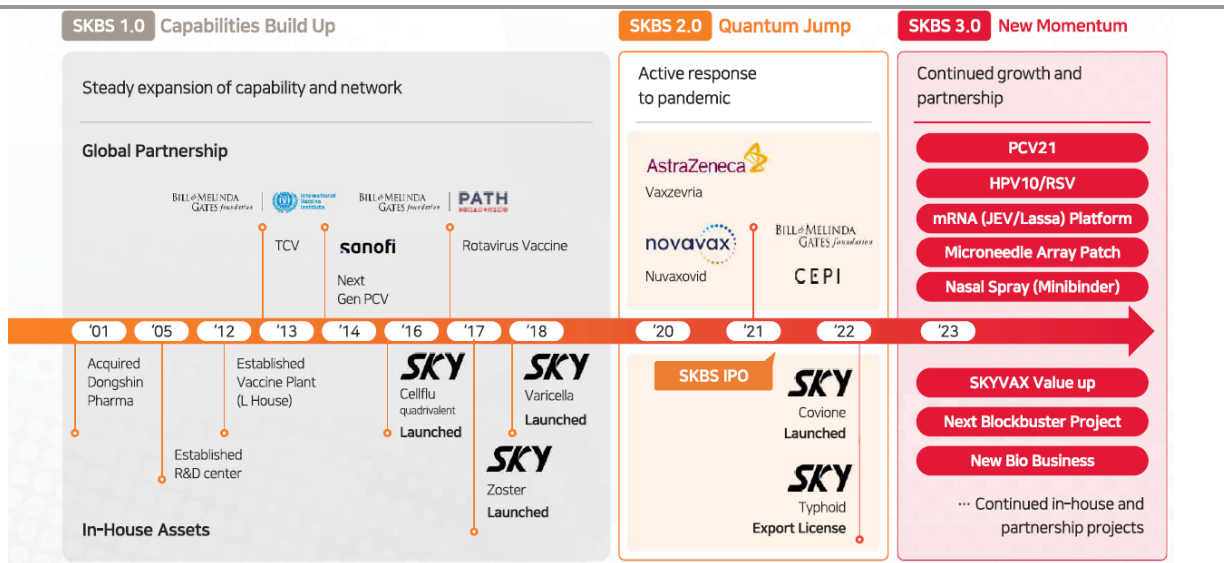 SKBS 1.0 Capabilities Build Up
Steady expansion of capability and network
Global Partnership
BILL & MELINDA
GATES foundation
International
Vaccine
Institute
TCV
sanofi
Next
Gen PCV
BILL & MELINDA
GATES foundation
PATH
Rotavirus Vaccine
'01
'05
'12
'13
'14
'16
'17
'18
Acquired
Dongshin
Pharma
Established
R&D center
Established
Vaccine Plant
(L House)
SKY
Cellflu
quadrivalent
Launched
SKY
Zoster
Launched
SKY
Varicella
Launched
In-House Assets
SKBS 2.0 Quantum Jump
Active response
to pandemic
AstraZeneca
Vaxzevria
novavax
Nuvaxovid
BILL & MELINDA
GATES foundation
CEPI
'20
'21
'22
SKBS IPO
SKY
Covione
Launched
SKY
Typhoid
Export License
SKBS 3.0 New Momentum
Continued growth and
partnership
PCV21
HPV10/RSV
mRNA (JEV/Lassa) Platform
Microneedle Array Patch
Nasal Spray (Minibinder)
'23
SKYVAX Value up
Next Blockbuster Project
New Bio Business
··· Continued in-house and
partnership projects